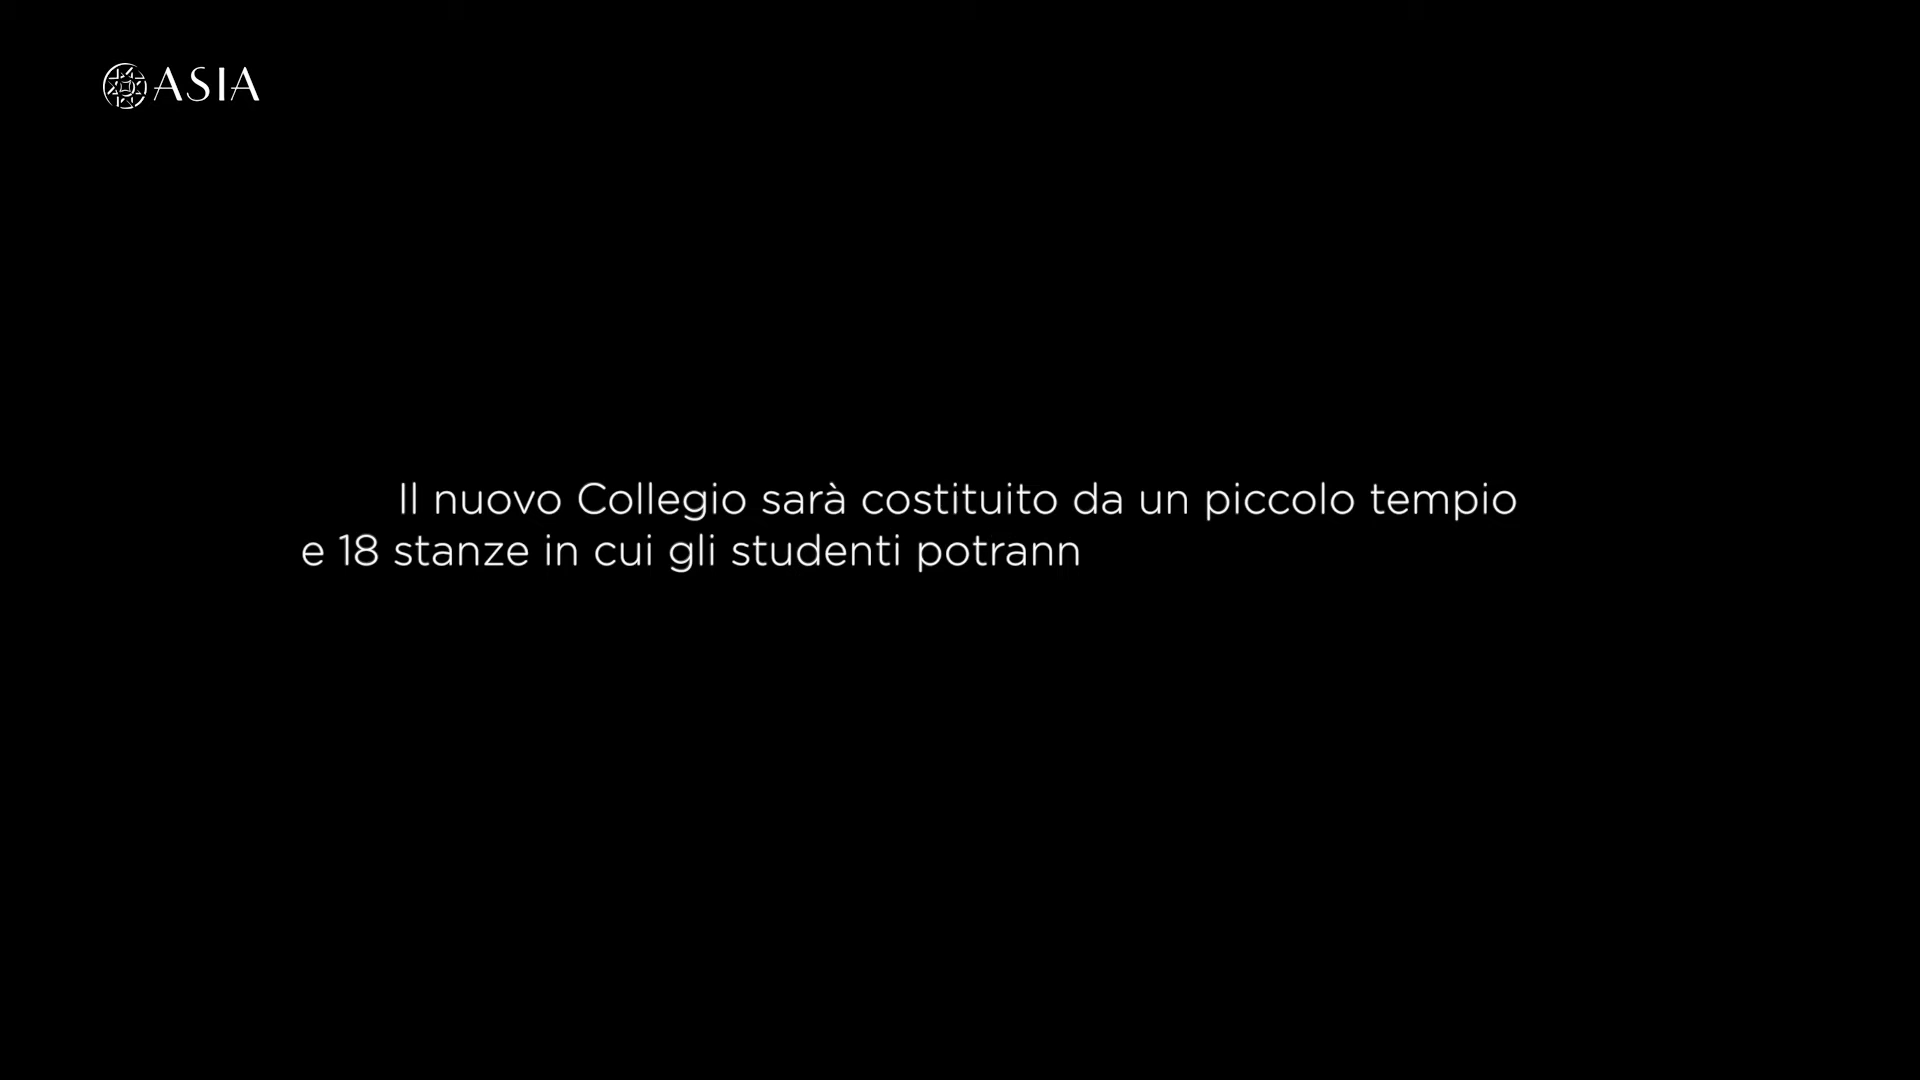 ASIA
Il nuovo Collegio sarà costituito da un piccolo tempio
e 18 stanze in cui gli studenti potrann